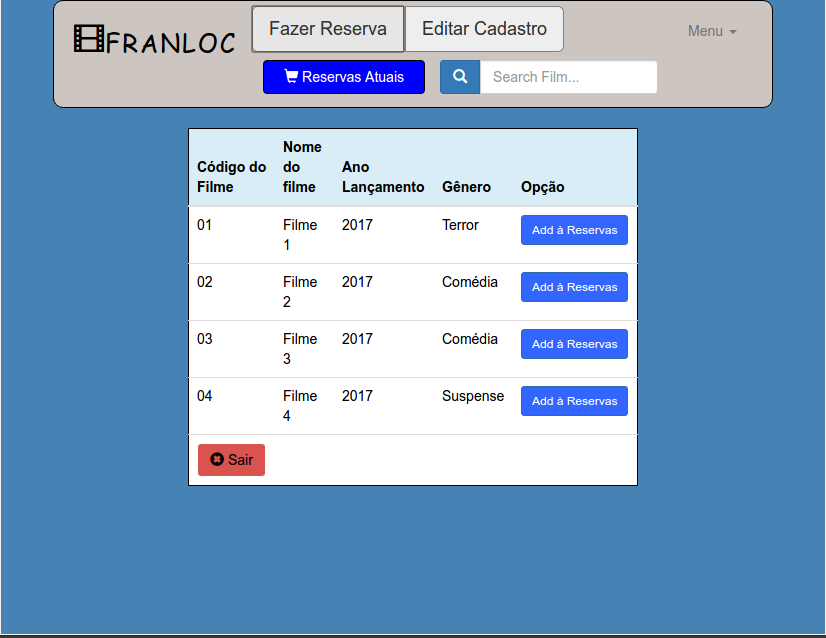 FRANLOC
Fazer Reserva
Editar Cadastro
Menu
Reservas Atuais
Search Film...
Código do Filme
Nome do filme
Ano Lançamento
Gênero
Opção
01 Filme 1 2017 Terror Add à Reservas
02 Filme 2 2017 Comédia Add à Reservas
03 Filme 3 2017 Comédia Add à Reservas
04 Filme 4 2017 Suspense Add à Reservas
Sair